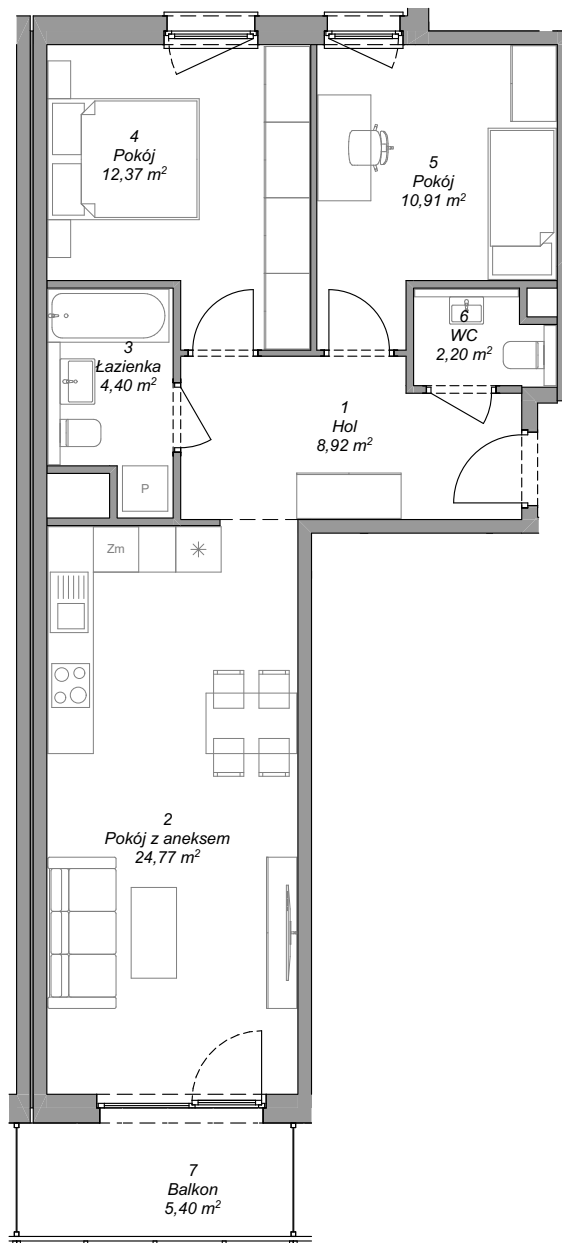 4
Pokój
12,37 m²
5
Pokój
10,91 m²
6
WC
2,20 m²
3
Łazienka
4,40 m²
1
Hol
8,92 m²
P
Zm
2
Pokój z aneksem
24,77 m²
7
Balkon
5,40 m²